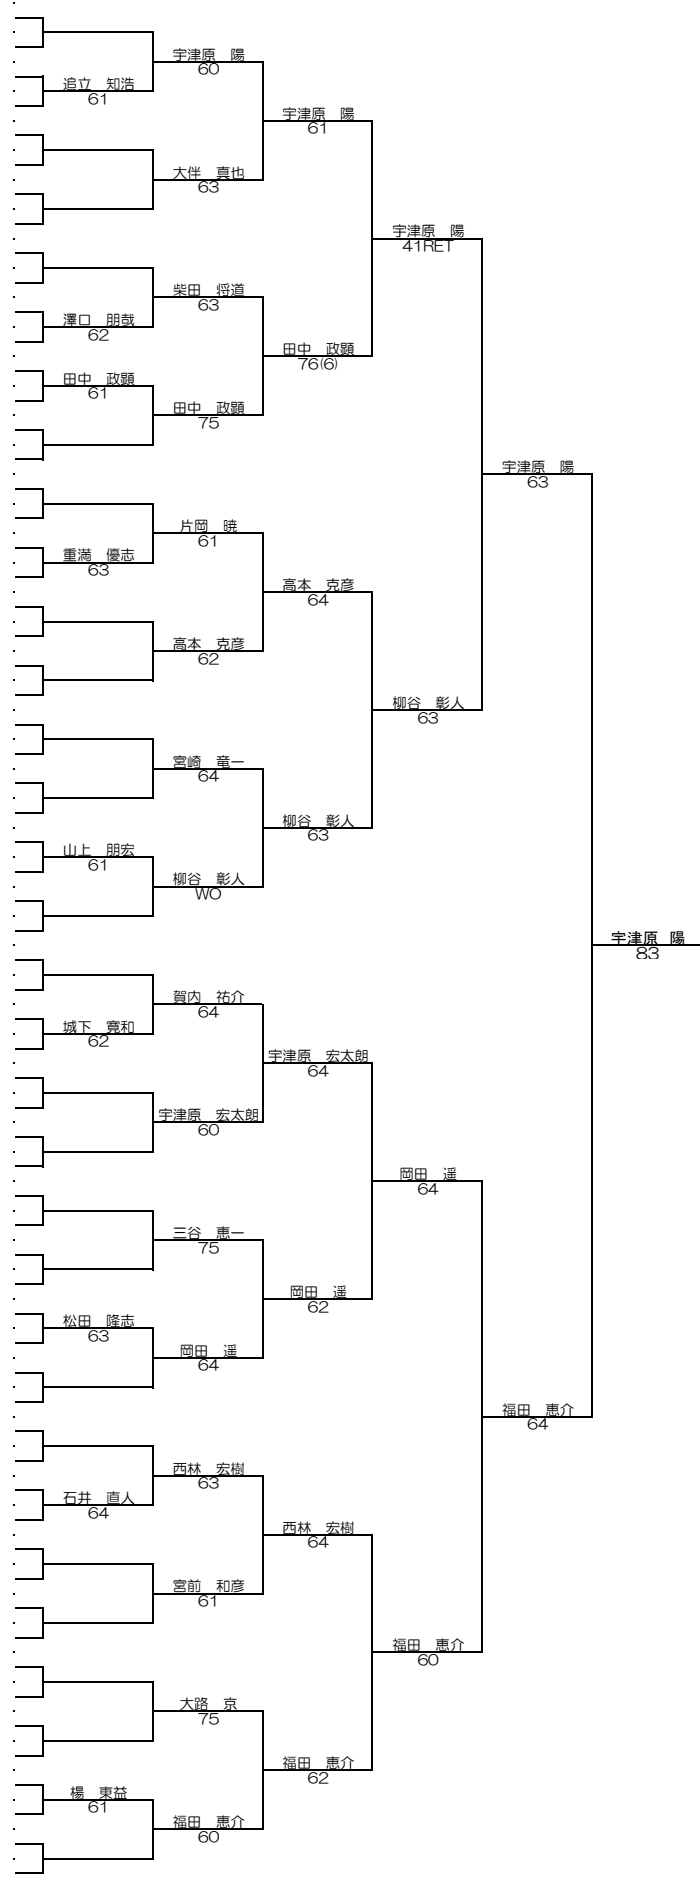 宇津原　陽
60
追立　知浩
61
宇津原　陽
61
大伴　真也
63
宇津原　陽
41RET
柴田　将道
63
澤口　朋哉
62
田中　政顕
76(6)
田中　政顕
61
田中　政顕
75
宇津原　陽
63
片岡　暁
61
重満　優志
63
高本　克彦
64
高本　克彦
62
柳谷　彰人
63
宮崎　竜一
64
柳谷　彰人
63
山上　朋宏
61
柳谷　彰人
WO
宇津原　陽
83
賀内　祐介
64
城下　寛和
62
宇津原　宏太朗
64
宇津原　宏太朗
60
岡田　遥
64
三谷　恵一
75
岡田　遥
62
松田　隆志
63
岡田　遥
64
福田　恵介
64
西林　宏樹
63
石井　直人
64
西林　宏樹
64
宮前　和彦
61
福田　恵介
60
大路　京
75
福田　恵介
62
楊　東益
61
福田　恵介
60